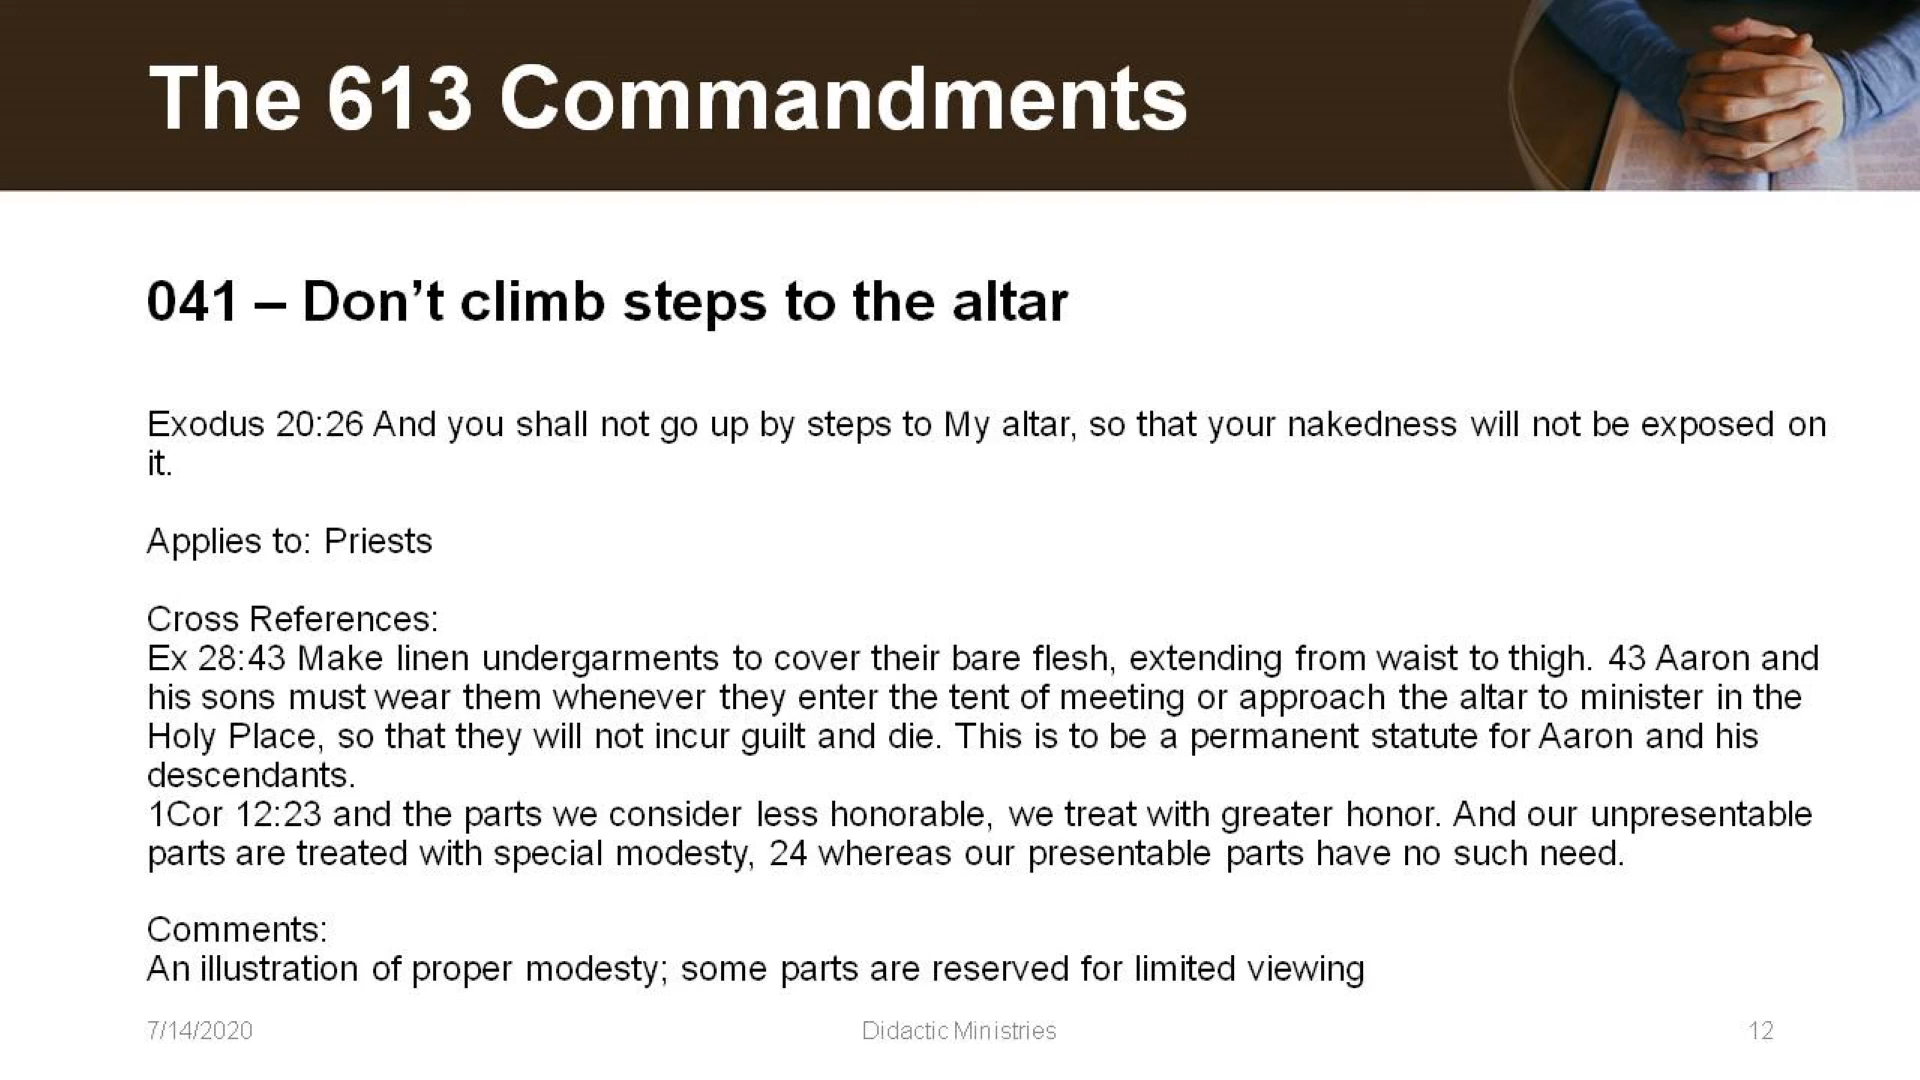 The 613 Commandments
041 – Don’t climb steps to the altar
Exodus 20:26 And you shall not go up by steps to My altar, so that your nakedness will not be exposed on
it.
Applies to: Priests
Cross References:
Ex 28:43 Make linen undergarments to cover their bare flesh, extending from waist to thigh. 43 Aaron and
his sons must wear them whenever they enter the tent of meeting or approach the altar to minister in the
Holy Place, so that they will not incur guilt and die. This is to be a permanent statute for Aaron and his
descendants.
1Cor 12:23 and the parts we consider less honorable, we treat with greater honor. And our unpresentable
parts are treated with special modesty, 24 whereas our presentable parts have no such need.
Comments:
An illustration of proper modesty; some parts are reserved for limited viewing
7/14/2020
Didactic Ministries
12